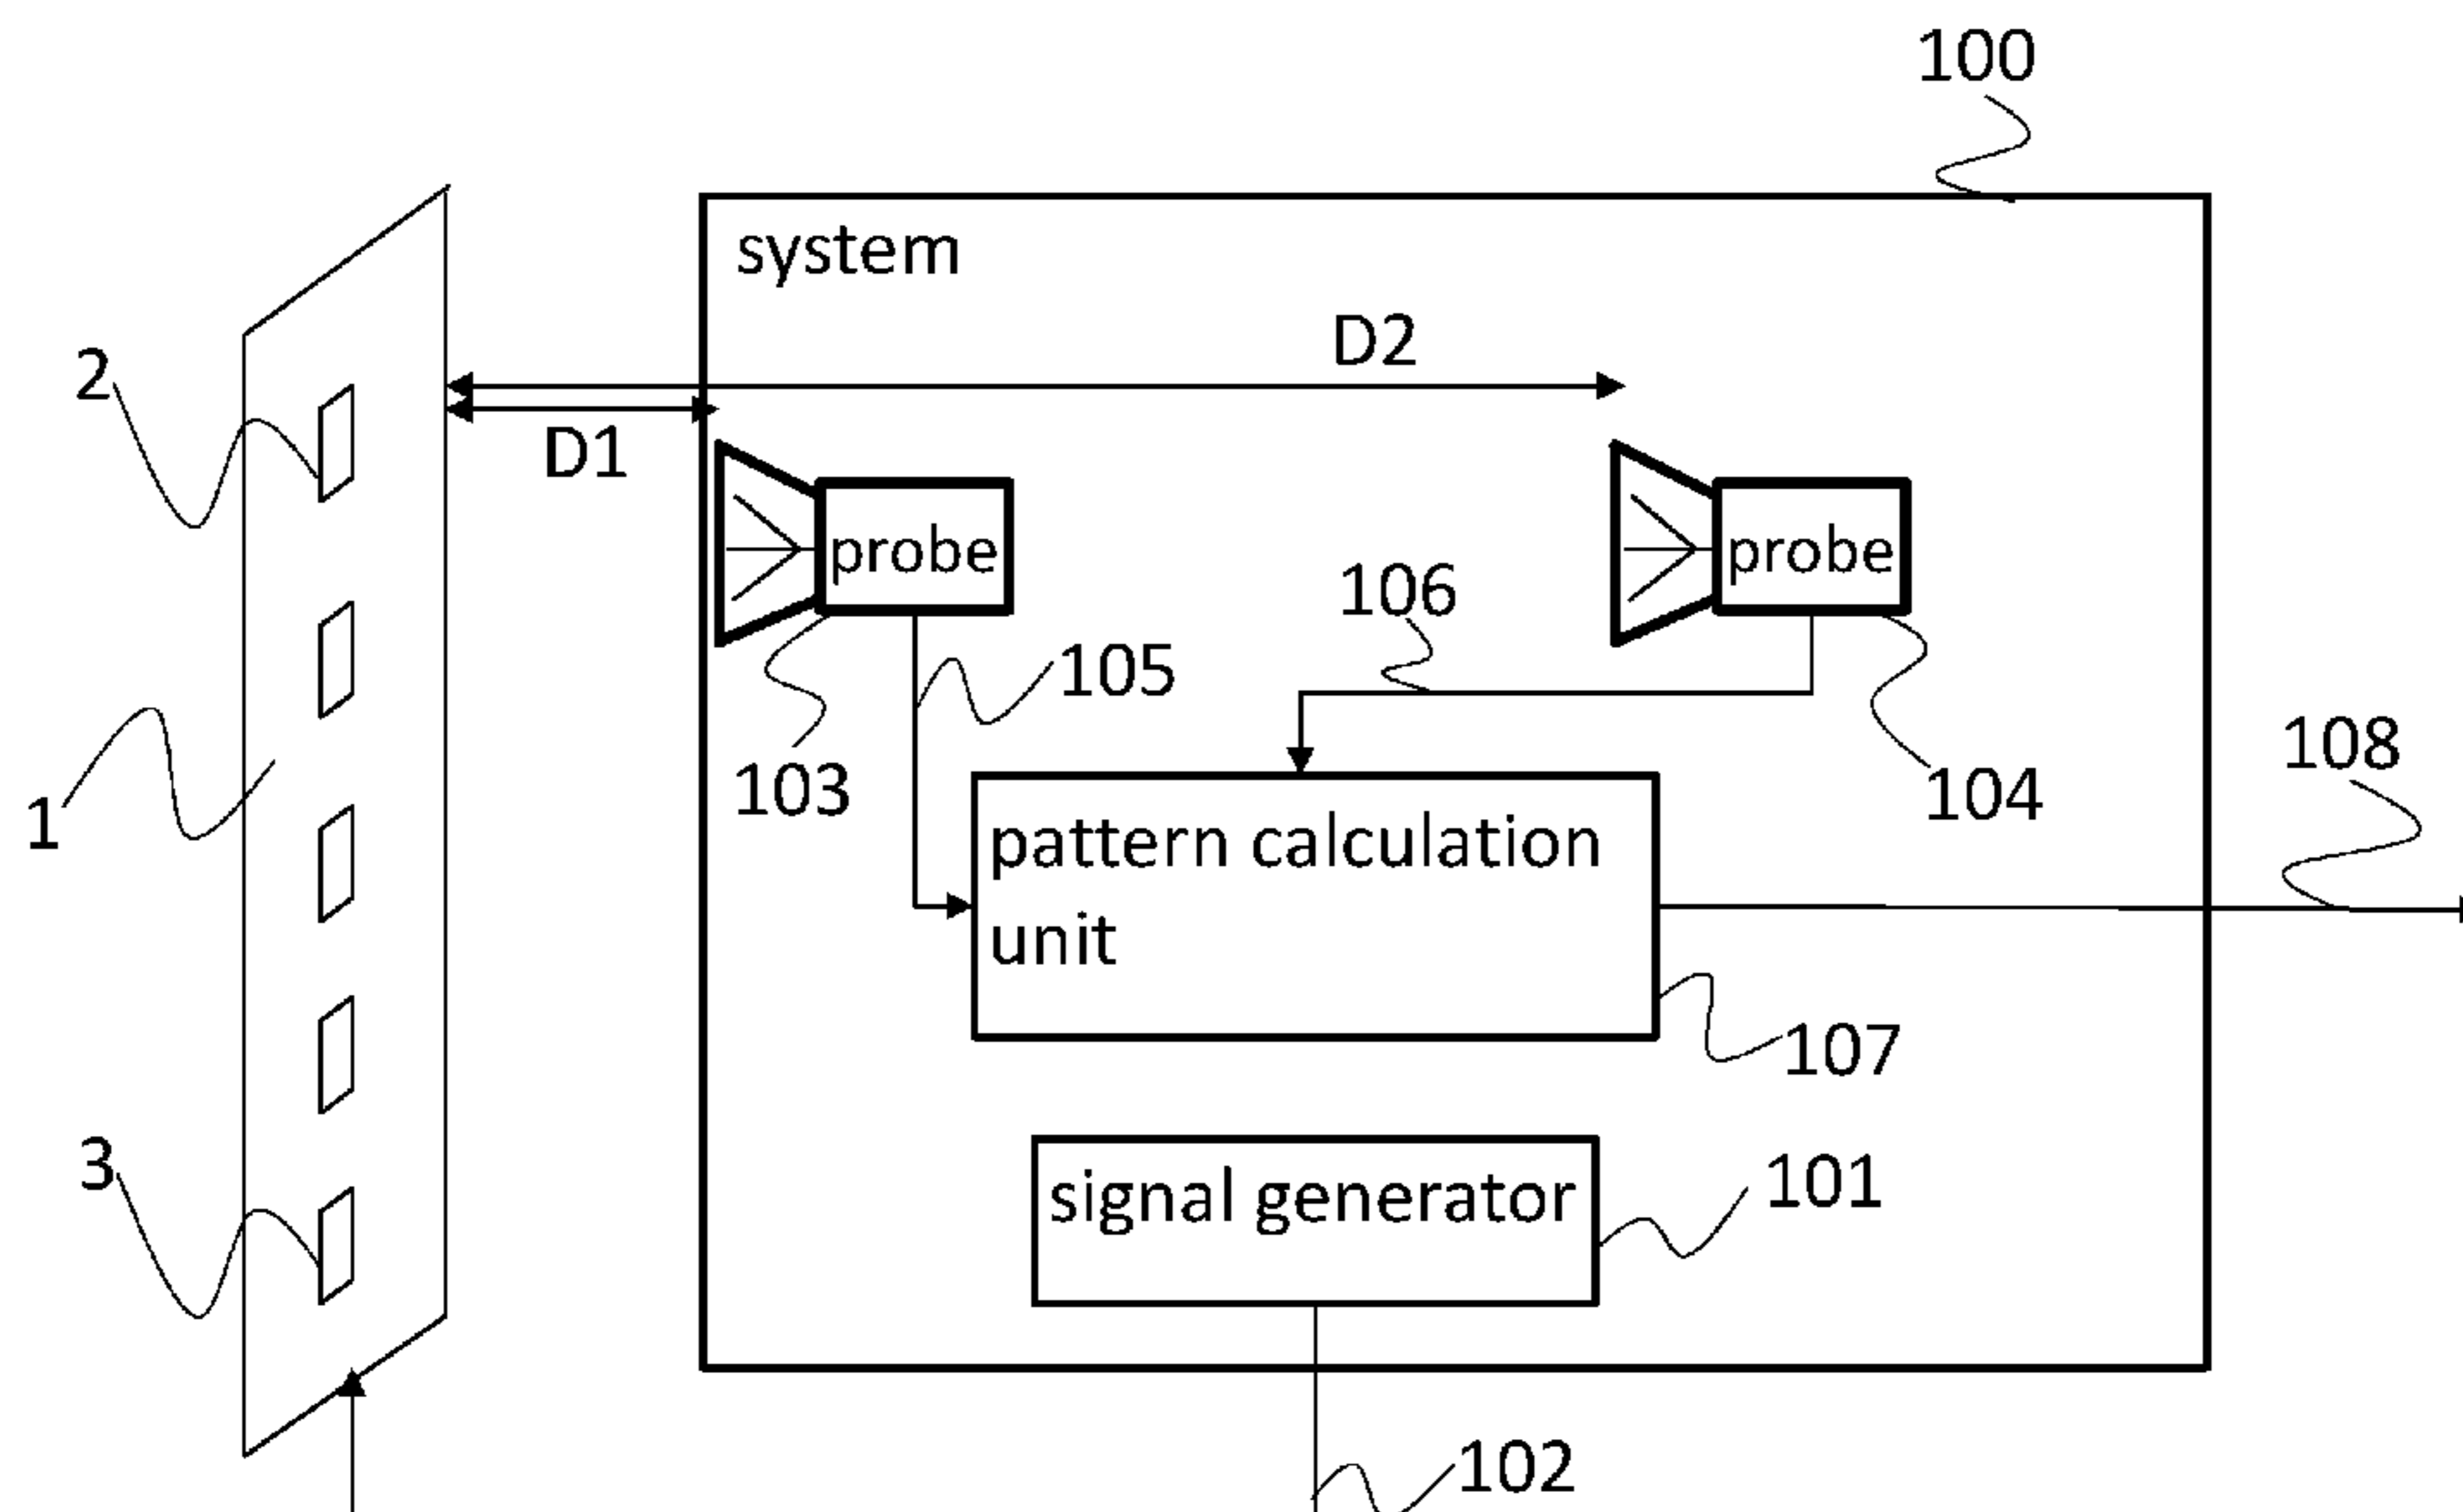 100
system
D2
2
D1
probe
probe
106
105
108
1
103
104
pattern calculation
unit
107
3
101
signal generator
102